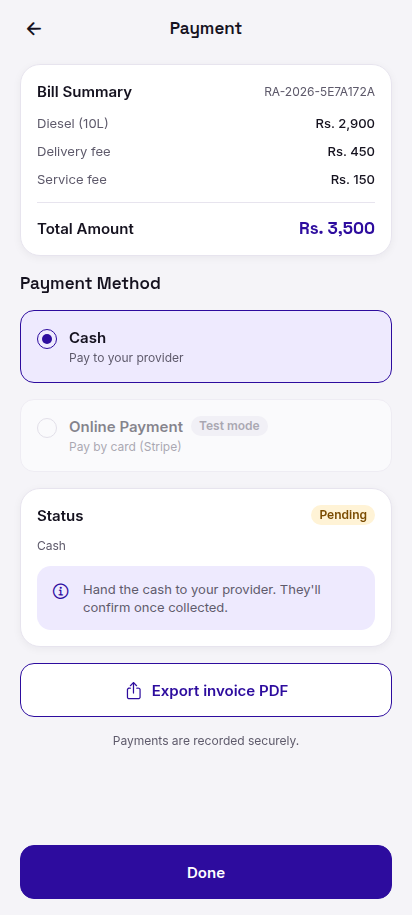 Payment
Bill Summary RA-2026-5E7A172A
Diesel (10L) Rs. 2,900
Delivery fee Rs. 450
Service fee Rs. 150
Total Amount Rs. 3,500
Payment Method
Cash
Pay to your provider
Online Payment Test mode
Pay by card (Stripe)
Status Pending
Cash
Hand the cash to your provider. They'll
confirm once collected.
Export invoice PDF
Payments are recorded securely.
Done